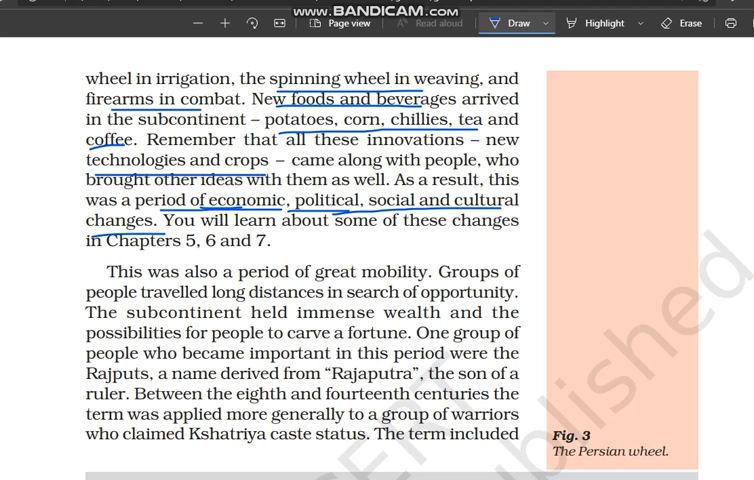 www.BANDICAM.com
Page view
Read aloud
Draw
Highlight
Erase
wheel in irrigation, the spinning wheel in weaving, and
firearms in combat. New foods and beverages arrived
in the subcontinent – potatoes, corn, chillies, tea and
coffee. Remember that all these innovations – new
technologies and crops – came along with people, who
brought other ideas with them as well. As a result, this
was a period of economic, political, social and cultural
changes. You will learn about some of these changes
in Chapters 5, 6 and 7.
This was also a period of great mobility. Groups of
people travelled long distances in search of opportunity.
The subcontinent held immense wealth and the
possibilities for people to carve a fortune. One group of
people who became important in this period were the
Rajputs, a name derived from “Rajaputra”, the son of a
ruler. Between the eighth and fourteenth centuries the
term was applied more generally to a group of warriors
who claimed Kshatriya caste status. The term included
Fig. 3
The Persian wheel.